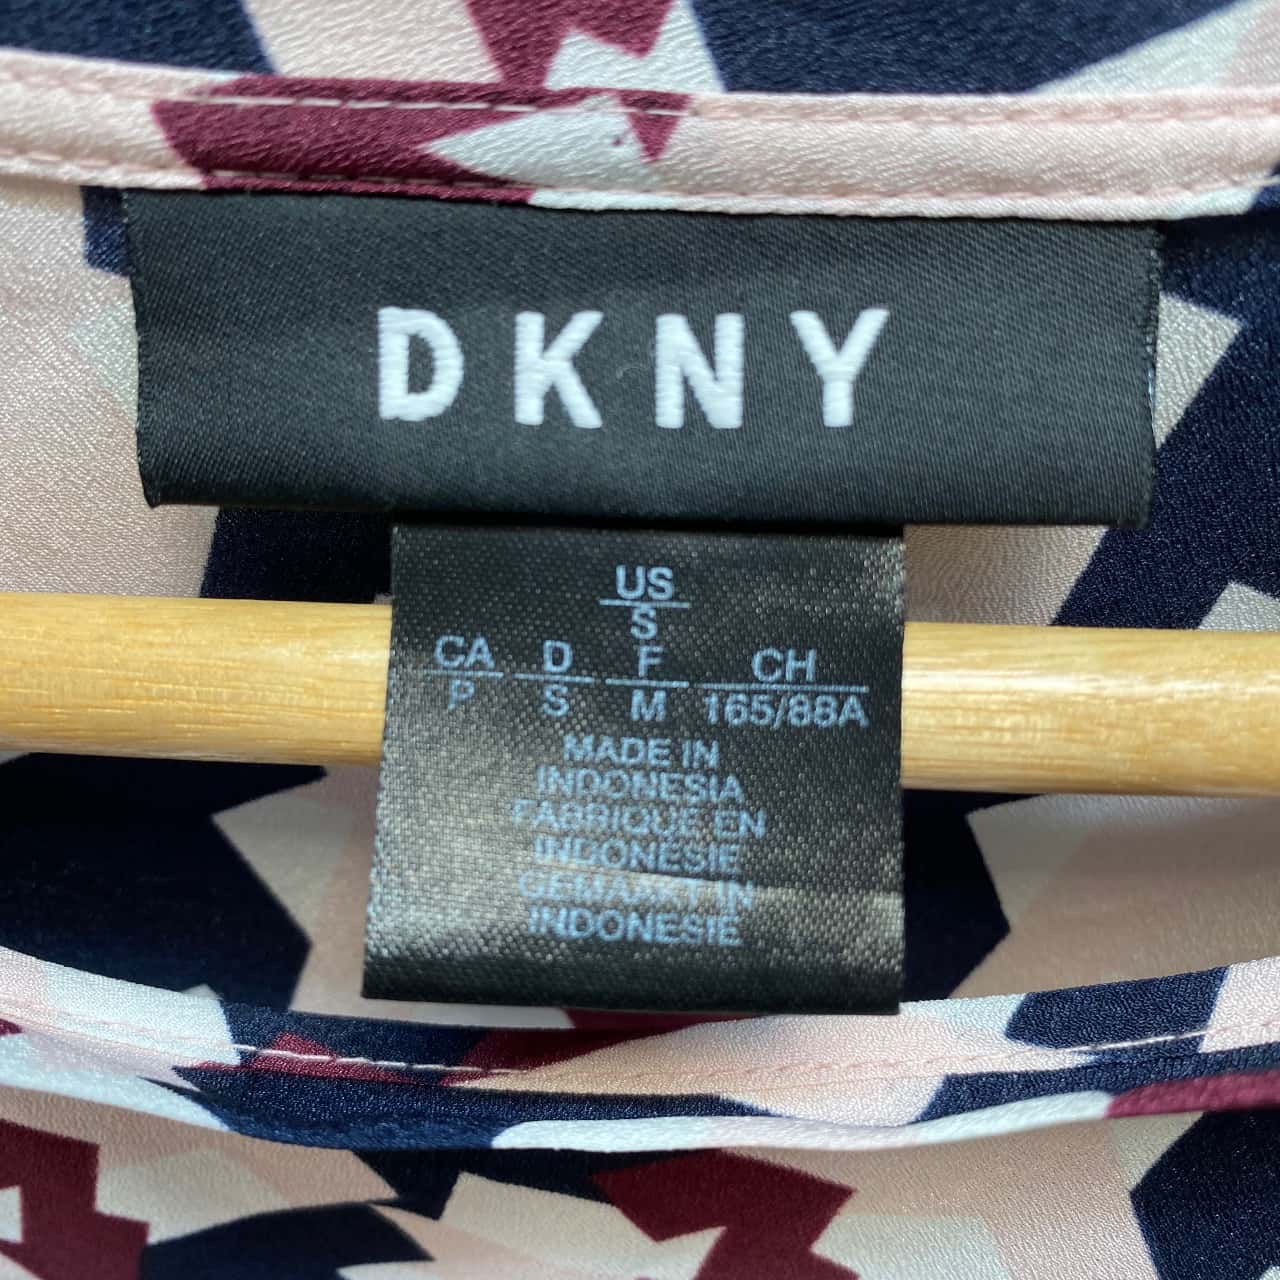 DKNY
US
S
CA D F CH
P S M 165/88A
MADE IN
INDONESIA
FABRIQUE EN
INDONESIE
GEMAAKT IN
INDONESIE